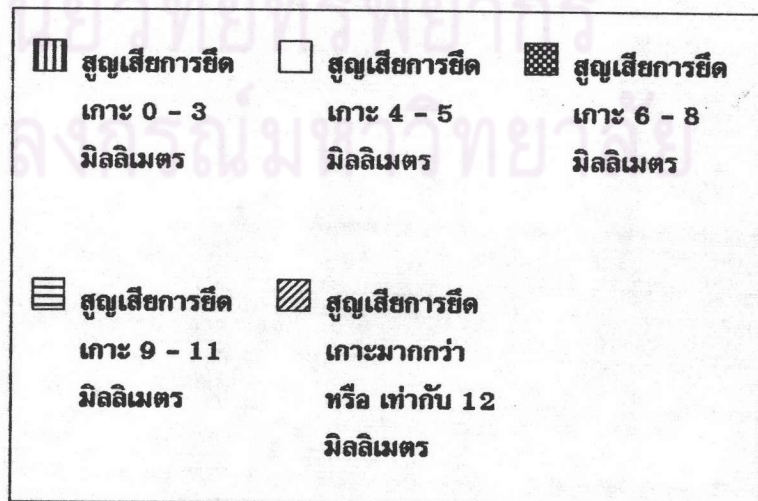 สูญเสียการยึด
เกาะ 0 - 3
มิลลิเมตร
สูญเสียการยึด
เกาะ 4 - 5
มิลลิเมตร
สูญเสียการยึด
เกาะ 6 - 8
มิลลิเมตร
สูญเสียการยึด
เกาะ 9 - 11
มิลลิเมตร
สูญเสียการยึด
เกาะมากกว่า
หรือ เท่ากับ 12
มิลลิเมตร